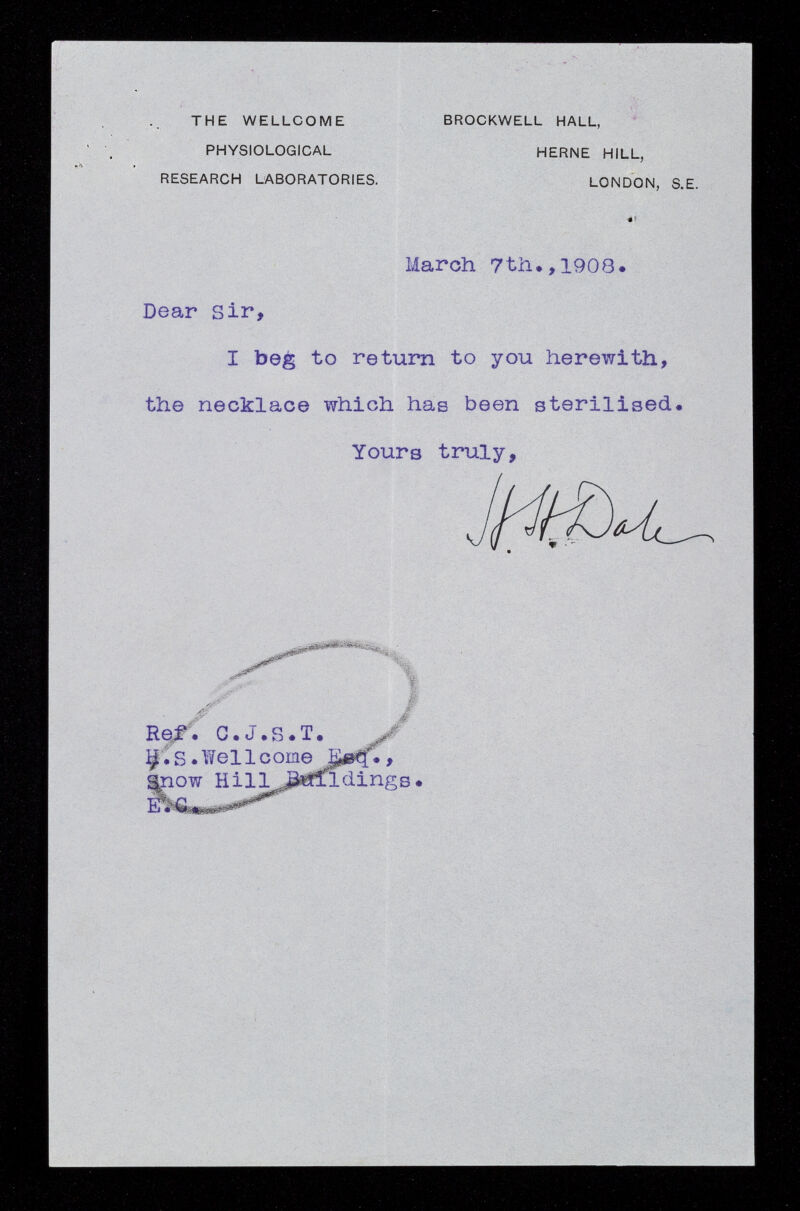 THE WELLCOME
PHYSIOLOGICAL
RESEARCH LABORATORIES.
BROCKWELL HALL,
HERNE HILL,
LONDON, S.E.
March 7th.,1908.
Dear Sir,
I beg to return to you herewith,
the necklace which has been sterilised.
Yours truly,
H.H.Dale
Ref. C.J.S.T.
H.S.Wellcome Esq.,
Snow Hill Buildings.
E.C.